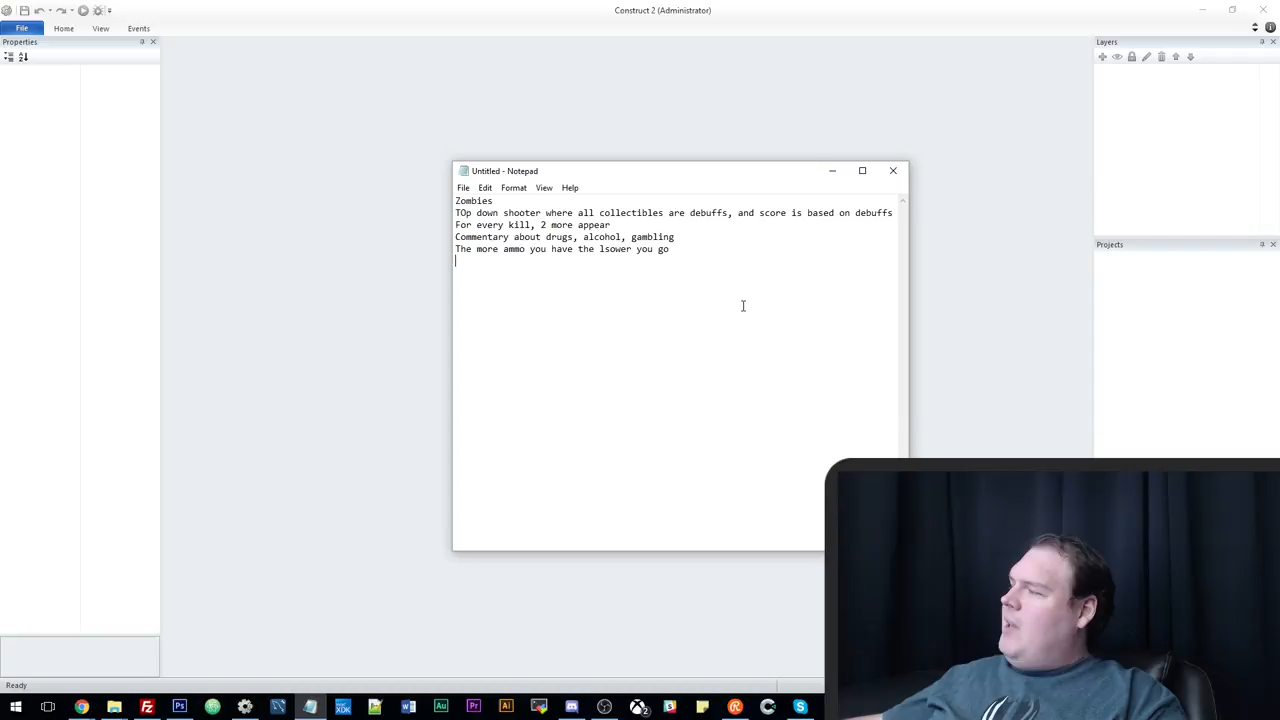 Construct 2 (Administrator)
File Home View Events
Properties
Layers
Untitled - Notepad
File Edit Format View Help
Zombies
TOp down shooter where all collectibles are debuffs, and score is based on debuffs
For every kill, 2 more appear
Commentary about drugs, alcohol, gambling
The more ammo you have the lsower you go
Projects
Ready